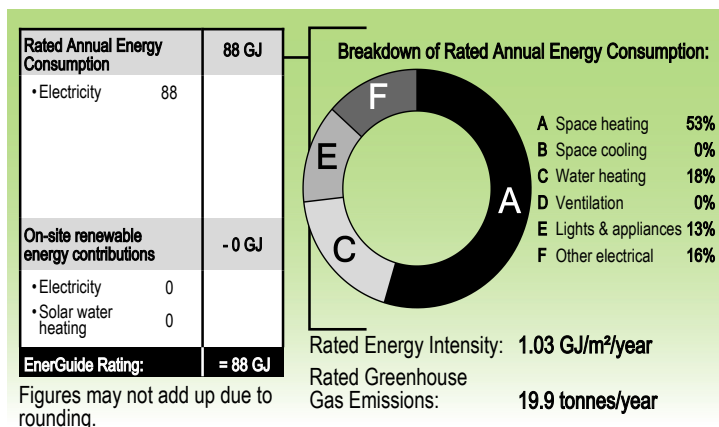 Rated Annual Energy
Consumption
88 GJ
• Electricity 88
On-site renewable
energy contributions
- 0 GJ
• Electricity 0
• Solar water
heating
0
EnerGuide Rating: = 88 GJ
Figures may not add up due to
rounding.
Breakdown of Rated Annual Energy Consumption:
F
E
A
C
A Space heating 53%
B Space cooling 0%
C Water heating 18%
D Ventilation 0%
E Lights & appliances 13%
F Other electrical 16%
Rated Energy Intensity: 1.03 GJ/m²/year
Rated Greenhouse
Gas Emissions: 19.9 tonnes/year